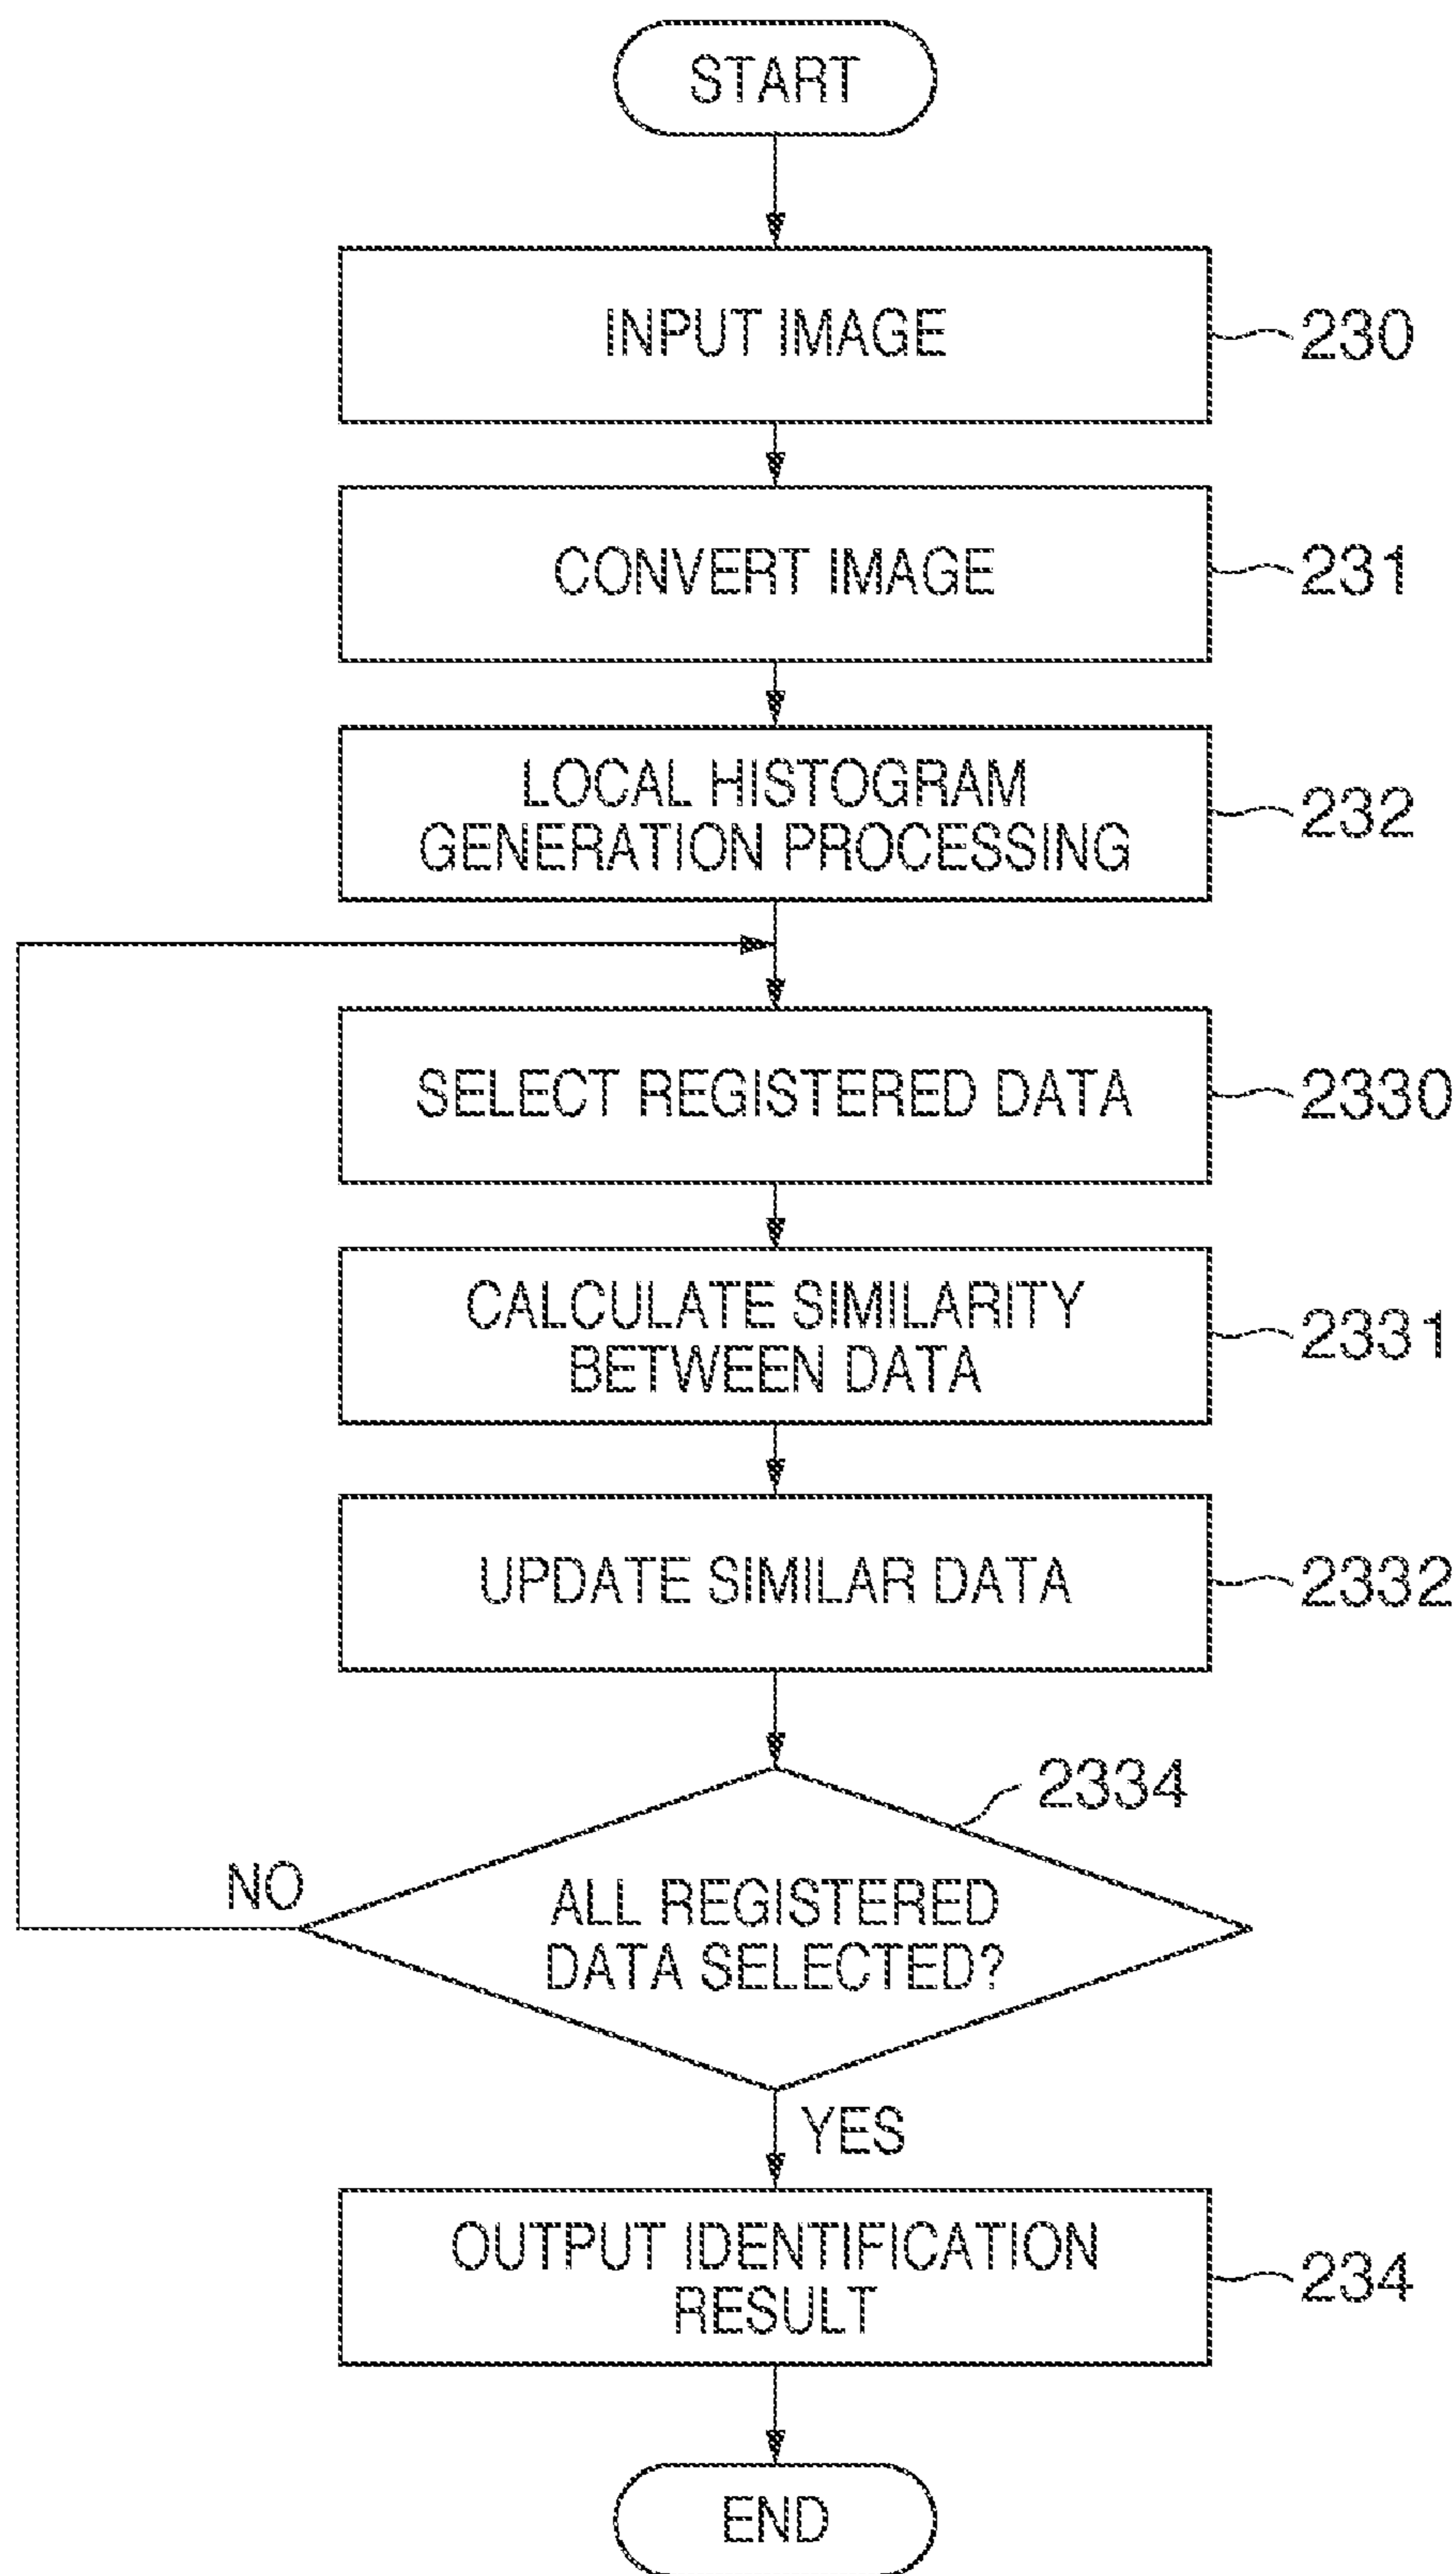 START
INPUT IMAGE
230
CONVERT IMAGE
231
LOCAL HISTOGRAM
GENERATION PROCESSING
232
SELECT REGISTERED DATA
2330
CALCULATE SIMILARITY
BETWEEN DATA
2331
UPDATE SIMILAR DATA
2332
2334
NO
ALL REGISTERED
DATA SELECTED?
YES
OUTPUT IDENTIFICATION
RESULT
234
END